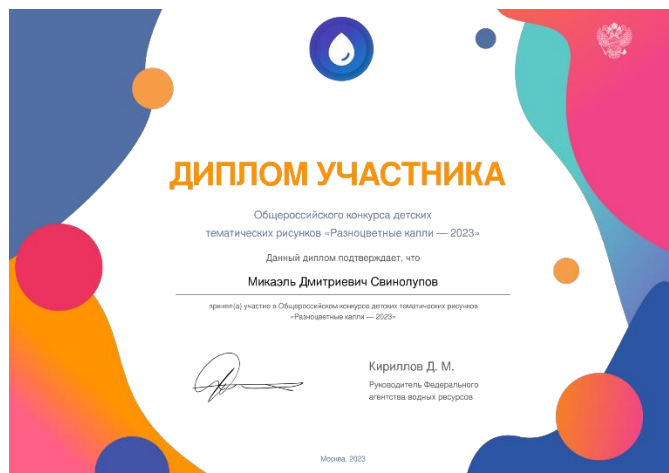 ДИПЛОМ УЧАСТНИКА
Общероссийского конкурса детских
тематических рисунков «Разноцветные капли — 2023»
Данный диплом подтверждает, что
Микаэль Дмитриевич Свинолупов
принял(а) участие в Общероссийском конкурсе детских тематических рисунков
«Разноцветные капли — 2023»
Кириллов Д. М.
Руководитель Федерального
агентства водных ресурсов
Москва, 2023